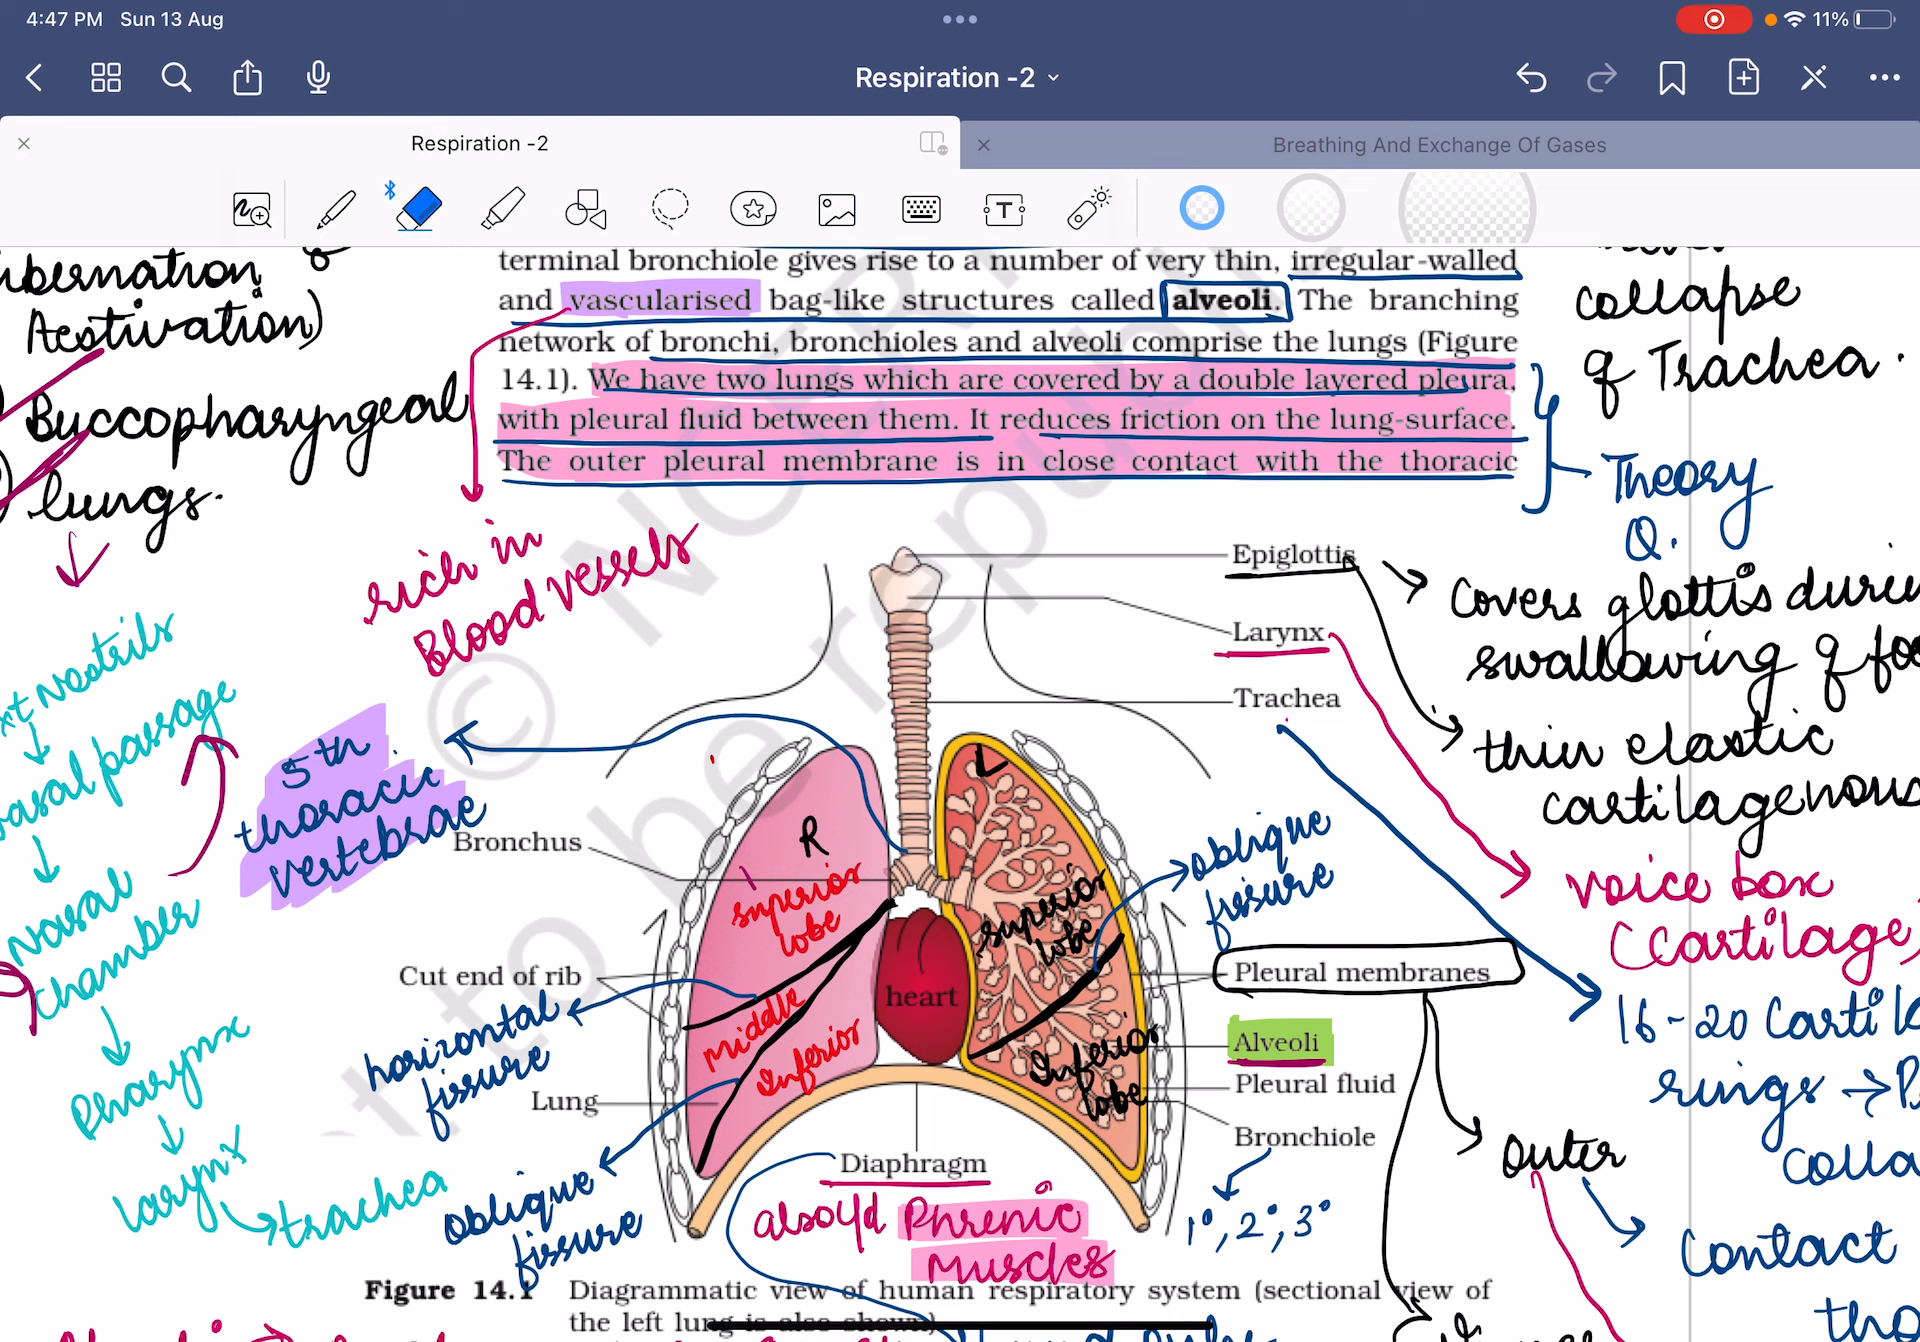 4:47 PM Sun 13 Aug
11%
Respiration -2
Respiration -2
Breathing And Exchange Of Gases
terminal bronchiole gives rise to a number of very thin, irregular-walled
and vascularised bag-like structures called alveoli. The branching
network of bronchi, bronchioles and alveoli comprise the lungs (Figure
14.1). We have two lungs which are covered by a double layered pleura,
with pleural fluid between them. It reduces friction on the lung-surface.
The outer pleural membrane is in close contact with the thoracic
Aestivation)
Buccopharyngeal
lungs.
collapse
of Trachea.
Theory
Q.
rich in
Blood vessels
Nostrils
passage
Nasal
chamber
Pharynx
larynx
trachea
5th
thoracic
vertebrae
Epiglottis
Larynx
Trachea
Bronchus
Cut end of rib
Lung
Diaphragm
Pleural membranes
Alveoli
Pleural fluid
Bronchiole
1°, 2°, 3°
R
superior
lobe
Middle
Inferior
heart
L
superior
lobe
Inferior
lobe
oblique
fissure
horizontal
fissure
oblique
fissure
also c/d Phrenic
Muscles
covers glottis
swallowing of
thin elastic
cartilagenous
voice box
(Cartilage)
16-20
rings →
outer
contact
Figure 14.1 Diagrammatic view of human respiratory system (sectional view of
the left lung is also shown)
© NCERT
not to be republished